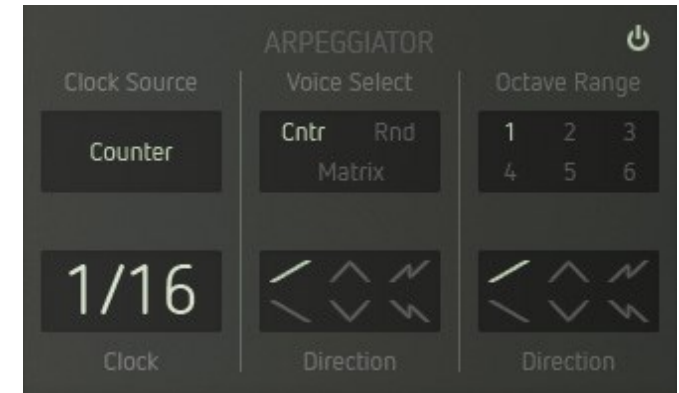 ARPEGGIATOR
Clock Source
Counter
1/16
Clock
Voice Select
Cntr Rnd
Matrix
Direction
Octave Range
1 2 3
4 5 6
Direction